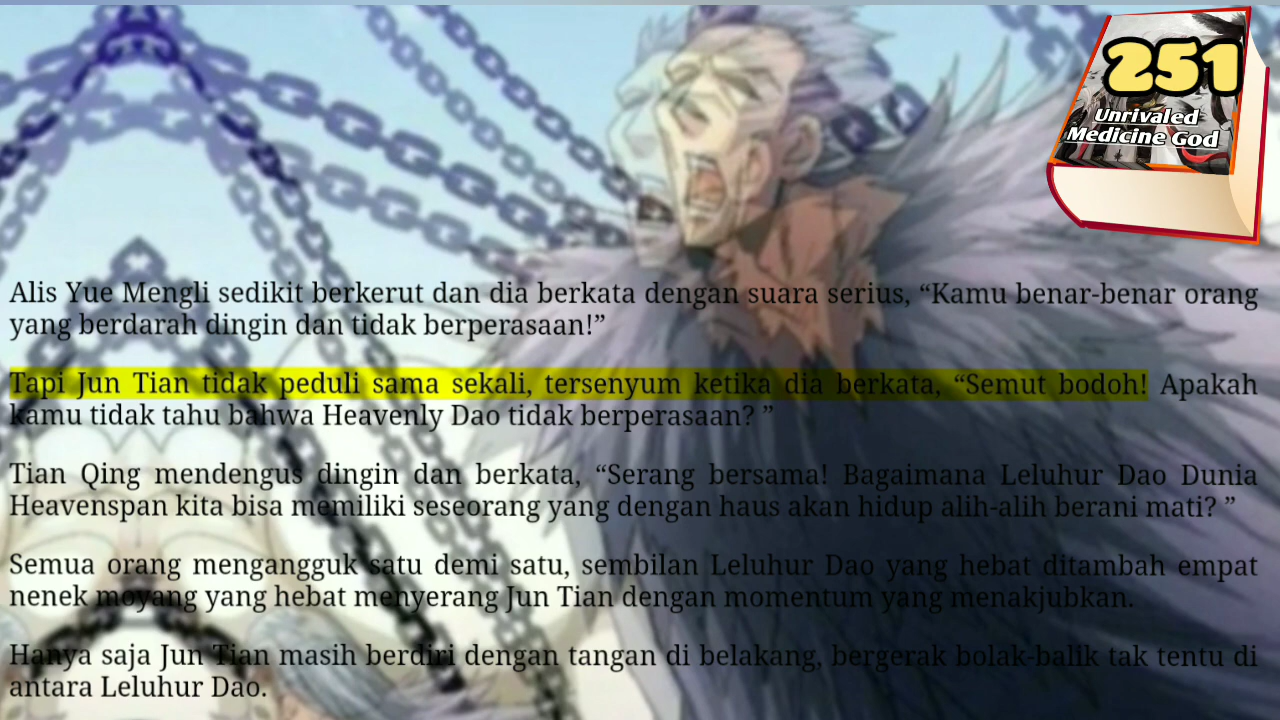 251
Unrivaled
Medicine God
Alis Yue Mengli sedikit berkerut dan dia berkata dengan suara serius, “Kamu benar-benar orang
yang berdarah dingin dan tidak berperasaan!”
Tapi Jun Tian tidak peduli sama sekali, tersenyum ketika dia berkata, “Semut bodoh! Apakah
kamu tidak tahu bahwa Heavenly Dao tidak berperasaan? ”
Tian Qing mendengus dingin dan berkata, “Serang bersama! Bagaimana Leluhur Dao Dunia
Heavenspan kita bisa memiliki seseorang yang dengan haus akan hidup alih-alih berani mati? ”
Semua orang mengangguk satu demi satu, sembilan Leluhur Dao yang hebat ditambah empat
nenek moyang yang hebat menyerang Jun Tian dengan momentum yang menakjubkan.
Hanya saja Jun Tian masih berdiri dengan tangan di belakang, bergerak bolak-balik tak tentu di
antara Leluhur Dao.